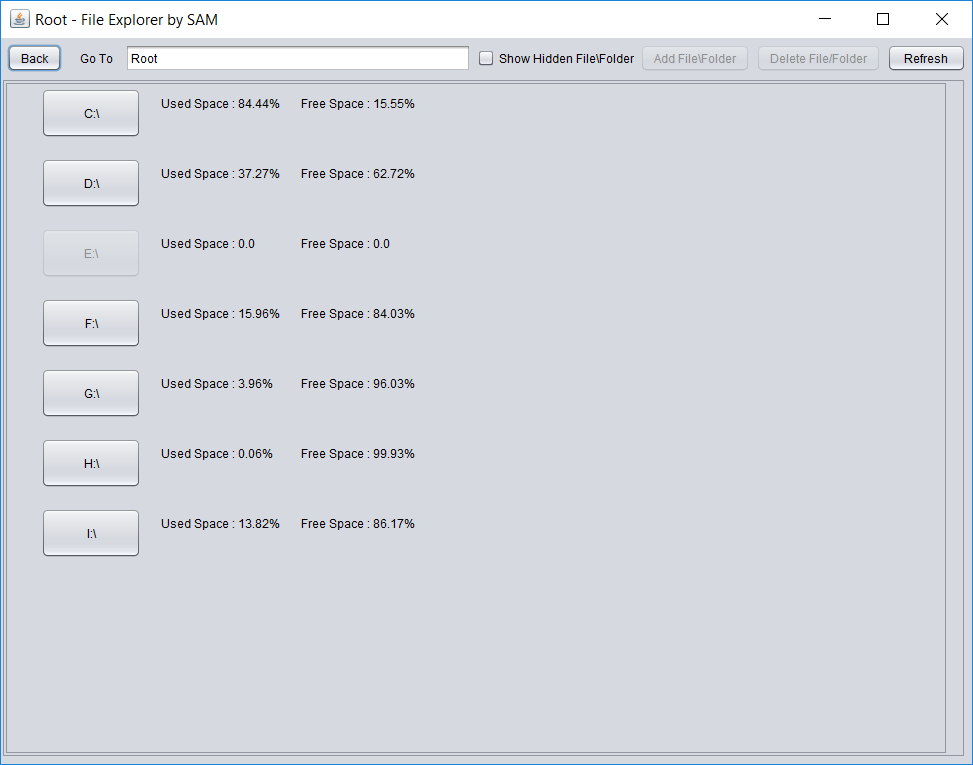 Root - File Explorer by SAM
Back Go To Root Show Hidden File\Folder Add File\Folder Delete File/Folder Refresh
C:\ Used Space : 84.44% Free Space : 15.55%
D:\ Used Space : 37.27% Free Space : 62.72%
E:\ Used Space : 0.0 Free Space : 0.0
F:\ Used Space : 15.96% Free Space : 84.03%
G:\ Used Space : 3.96% Free Space : 96.03%
H:\ Used Space : 0.06% Free Space : 99.93%
I:\ Used Space : 13.82% Free Space : 86.17%